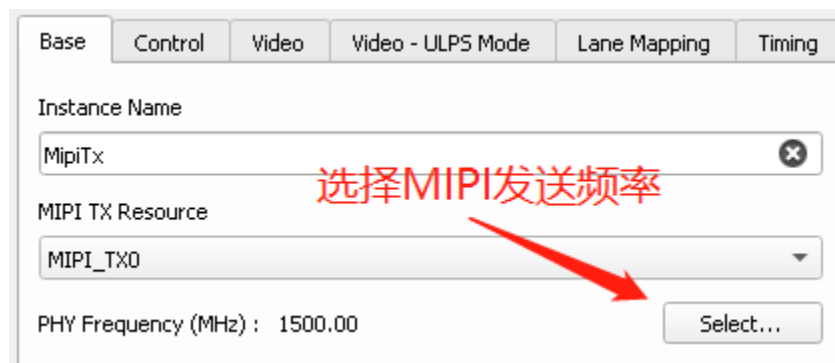 Base Control Video Video - ULPS Mode Lane Mapping Timing
Instance Name
MipiTx
选择MIPI发送频率
MIPI TX Resource
MIPI_TX0
PHY Frequency (MHz) : 1500.00 Select...